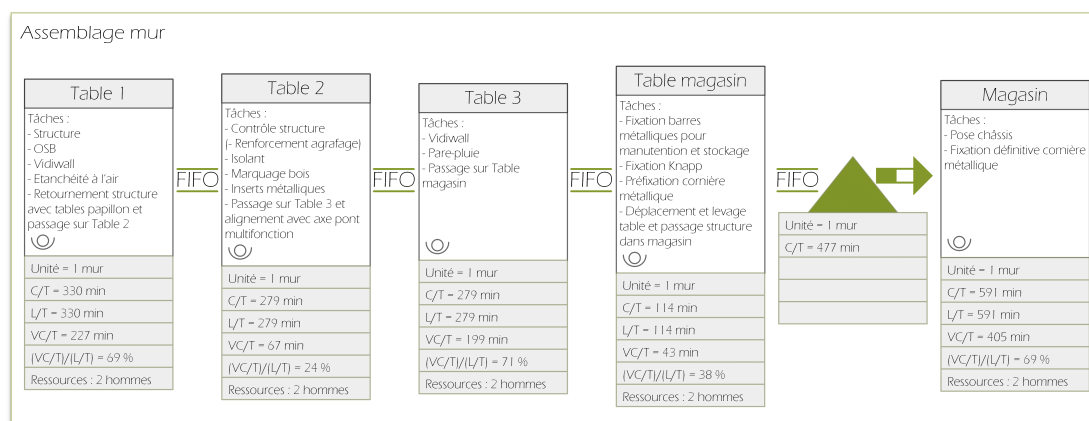 Assemblage mur
Table 1
Tâches :
- Structure
- OSB
- Vidiwall
- Etanchéité à l'air
- Retournement structure
avec tables papillon et
passage sur Table 2
Unité = 1 mur
C/T = 330 min
L/T = 330 min
VC/T = 227 min
(VC/T)/(L/T) = 69 %
Ressources : 2 hommes
FIFO
Table 2
Tâches :
- Contrôle structure
(- Renforcement agrafage)
- Isolant
- Marquage bois
- Inserts métalliques
- Passage sur Table 3 et
alignement avec axe pont
multifonction
Unité = 1 mur
C/T = 279 min
L/T = 279 min
VC/T = 67 min
(VC/T)/(L/T) = 24 %
Ressources : 2 hommes
FIFO
Table 3
Tâches :
- Vidiwall
- Pare-pluie
- Passage sur Table
magasin
Unité = 1 mur
C/T = 279 min
L/T = 279 min
VC/T = 199 min
(VC/T)/(L/T) = 71 %
Ressources : 2 hommes
FIFO
Table magasin
Tâches :
- Fixation barres
métalliques pour
manutention et stockage
- Fixation Knapp
- Préfixation cornière
métallique
- Déplacement et levage
table et passage structure
dans magasin
Unité = 1 mur
C/T = 114 min
L/T = 114 min
VC/T = 43 min
(VC/T)/(L/T) = 38 %
Ressources : 2 hommes
FIFO
Unité = 1 mur
C/T = 477 min
Magasin
Tâches :
- Pose châssis
- Fixation définitive cornière
métallique
Unité = 1 mur
C/T = 591 min
L/T = 591 min
VC/T = 405 min
(VC/T)/(L/T) = 69 %
Ressources : 2 hommes